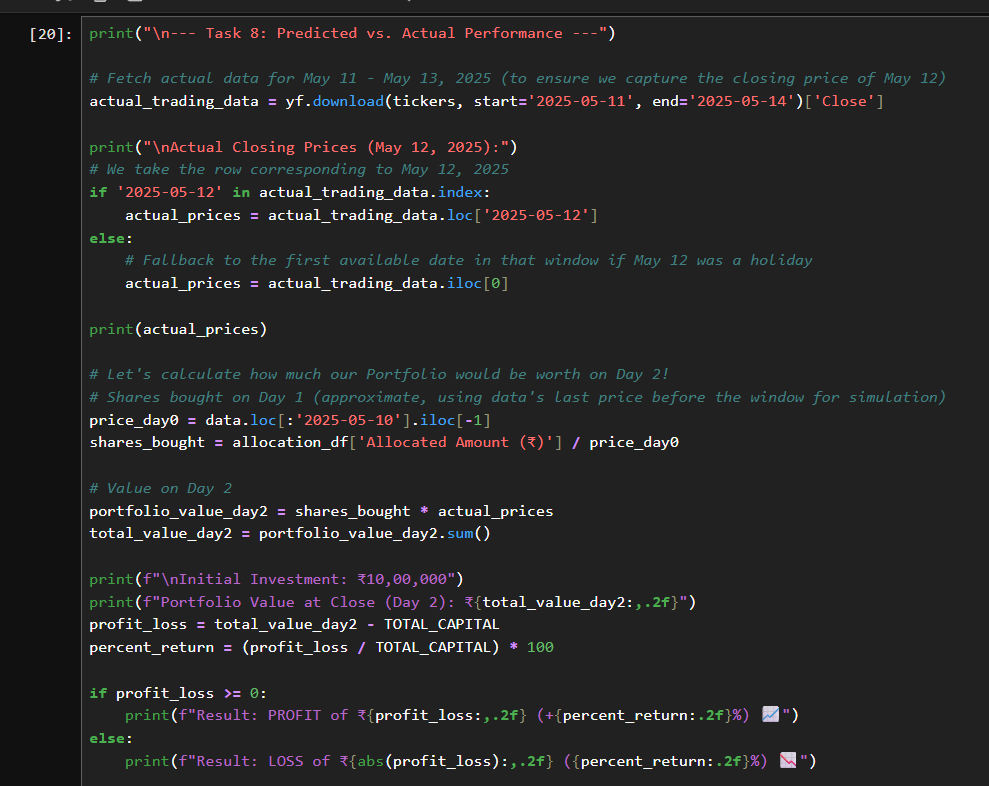 [20]: print("\n--- Task 8: Predicted vs. Actual Performance ---")
# Fetch actual data for May 11 - May 13, 2025 (to ensure we capture the closing price of May 12)
actual_trading_data = yf.download(tickers, start='2025-05-11', end='2025-05-14')['Close']
print("\nActual Closing Prices (May 12, 2025):")
# We take the row corresponding to May 12, 2025
if '2025-05-12' in actual_trading_data.index:
    actual_prices = actual_trading_data.loc['2025-05-12']
else:
    # Fallback to the first available date in that window if May 12 was a holiday
    actual_prices = actual_trading_data.iloc[0]
print(actual_prices)
# Let's calculate how much our Portfolio would be worth on Day 2!
# Shares bought on Day 1 (approximate, using data's last price before the window for simulation)
price_day0 = data.loc[:'2025-05-10'].iloc[-1]
shares_bought = allocation_df['Allocated Amount (₹)'] / price_day0
# Value on Day 2
portfolio_value_day2 = shares_bought * actual_prices
total_value_day2 = portfolio_value_day2.sum()
print(f"\nInitial Investment: ₹10,00,000")
print(f"Portfolio Value at Close (Day 2): ₹{total_value_day2:,.2f}")
profit_loss = total_value_day2 - TOTAL_CAPITAL
percent_return = (profit_loss / TOTAL_CAPITAL) * 100
if profit_loss >= 0:
    print(f"Result: PROFIT of ₹{profit_loss:,.2f} (+{percent_return:.2f}%) 📈")
else:
    print(f"Result: LOSS of ₹{abs(profit_loss):,.2f} ({percent_return:.2f}%) 📉")